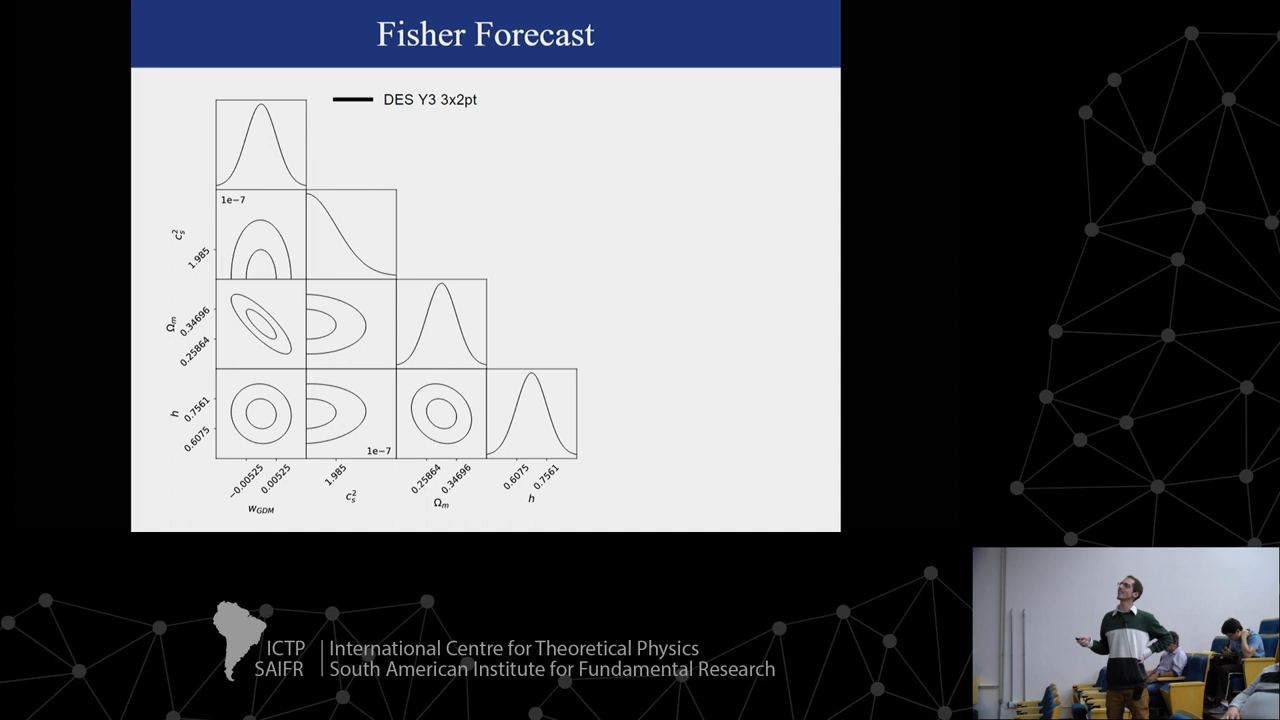 Fisher Forecast
DES Y3 3x2pt
1e−7
c_s^2
1.985
Ω_m
0.34696
0.25864
h
0.7561
0.6075
1e−7
−0.00525
0.00525
w_GDM
1.985
c_s^2
0.25864
0.34696
Ω_m
0.6075
0.7561
h
ICTP
SAIFR
International Centre for Theoretical Physics
South American Institute for Fundamental Research